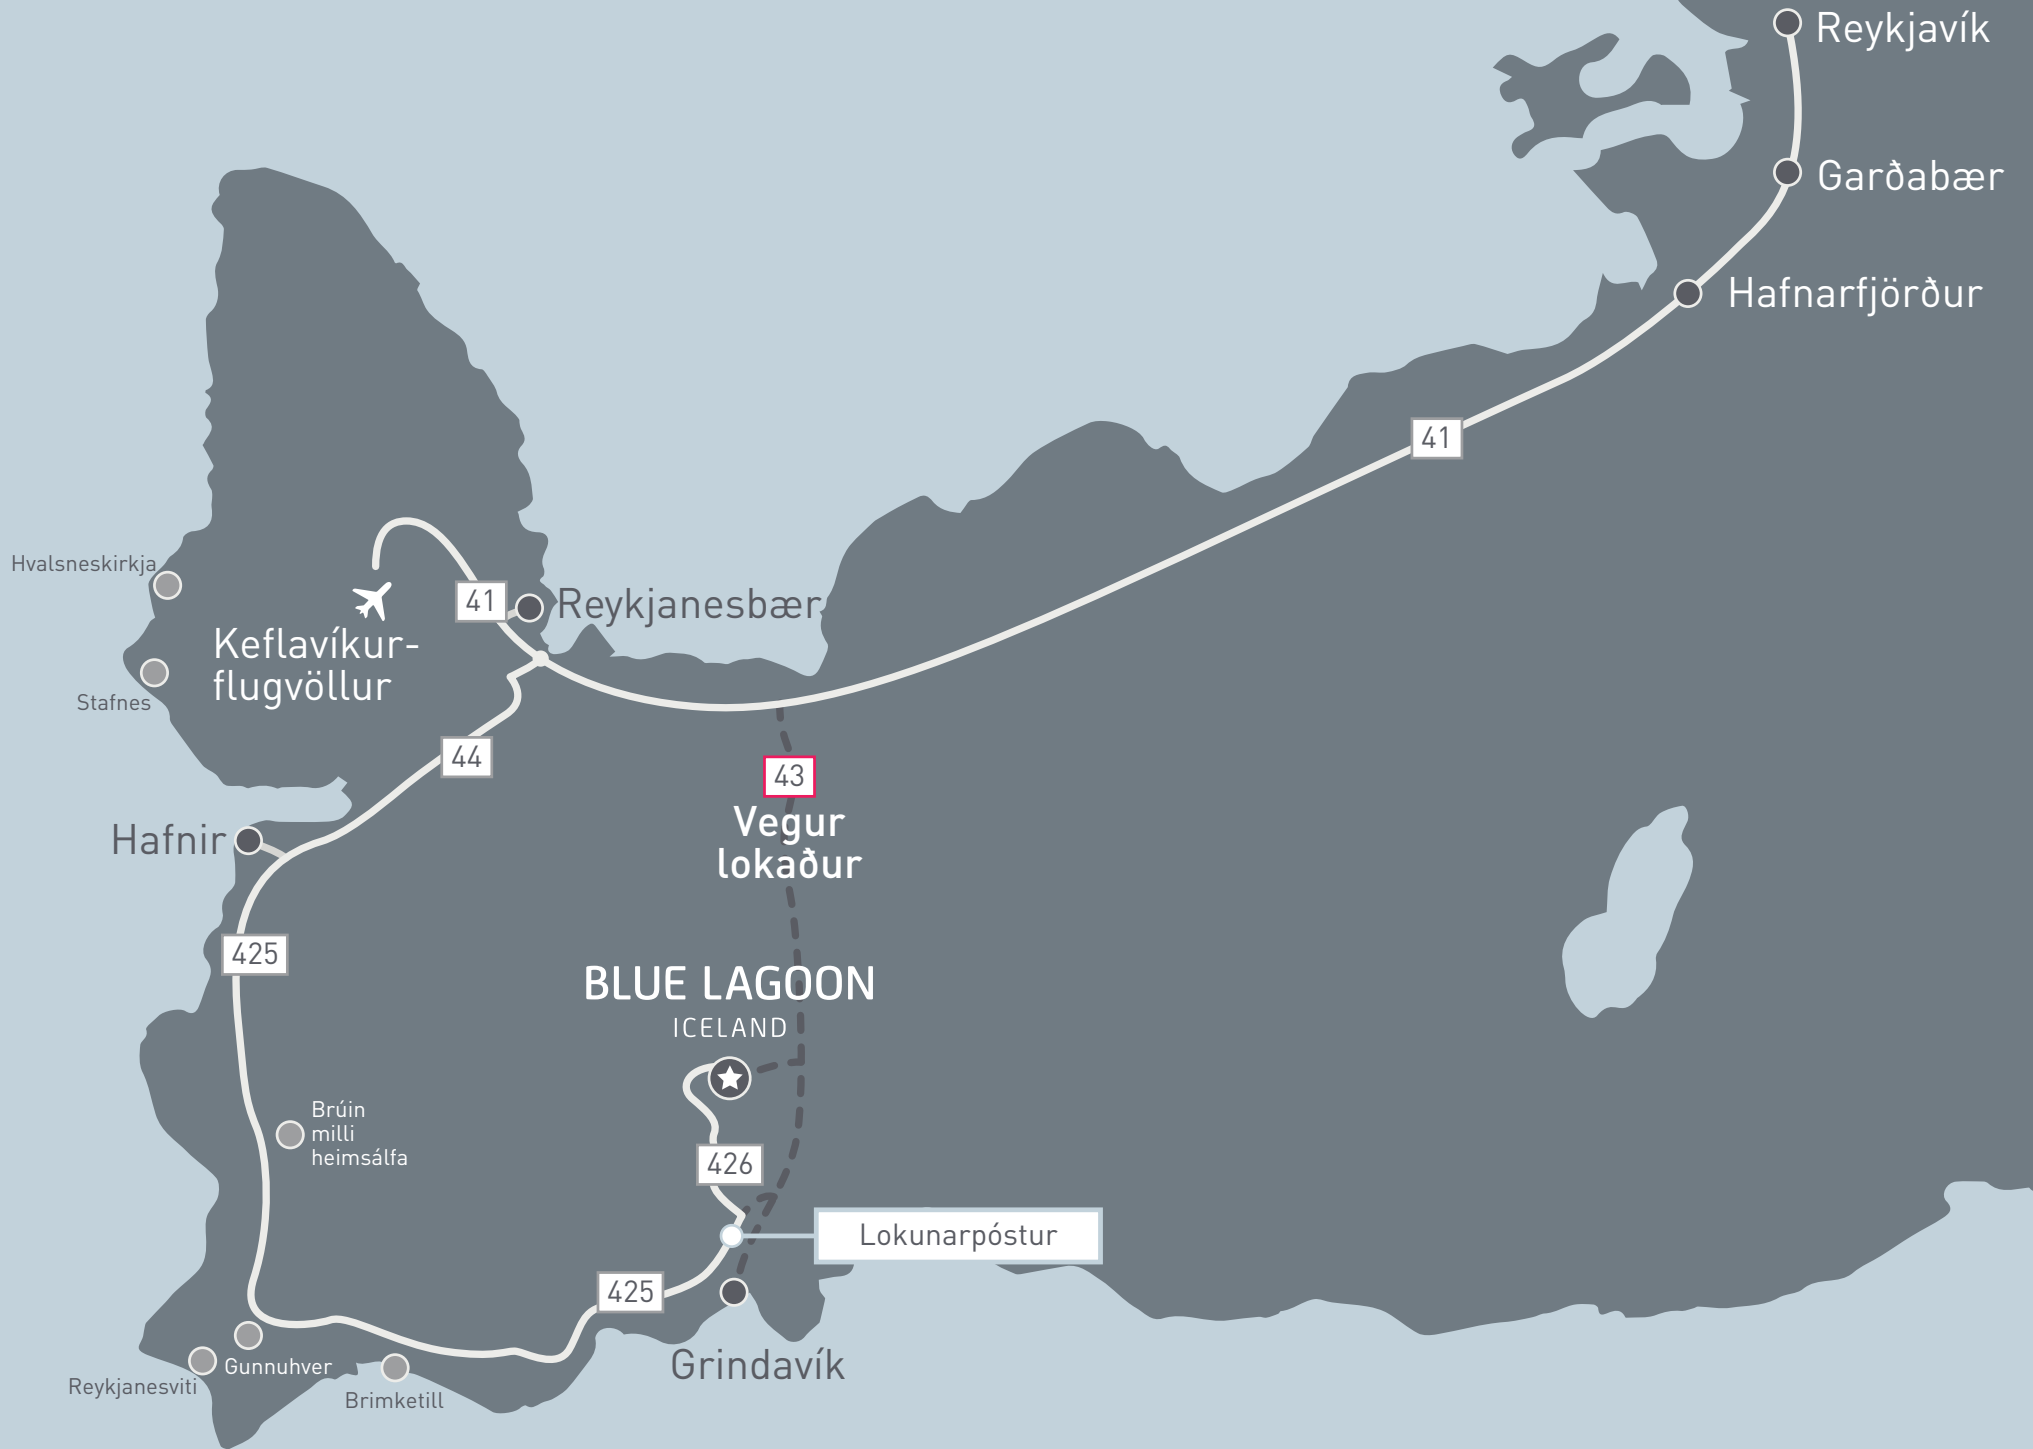 Reykjavík
Garðabær
Hafnarfjörður
41
Hvalsneskirkja
41
Reykjanesbær
Keflavíkur-
flugvöllur
Stafnes
44
43
Vegur
lokaður
Hafnir
425
BLUE LAGOON
ICELAND
Brúin
milli
heimsálfa
426
Lokunarpóstur
425
Grindavík
Gunnuhver
Reykjanesviti
Brimketill